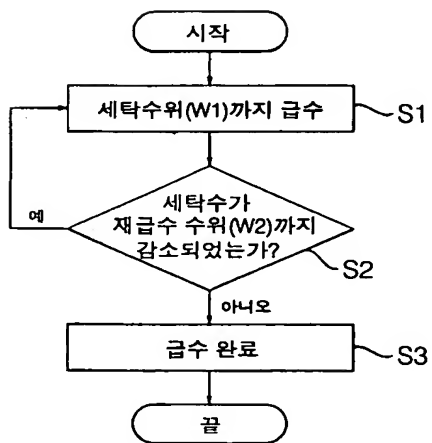 시작
세탁수위(W1)까지 급수
S1
예
세탁수가
재급수 수위(W2)까지
감소되었는가?
S2
아니오
급수 완료
S3
끝